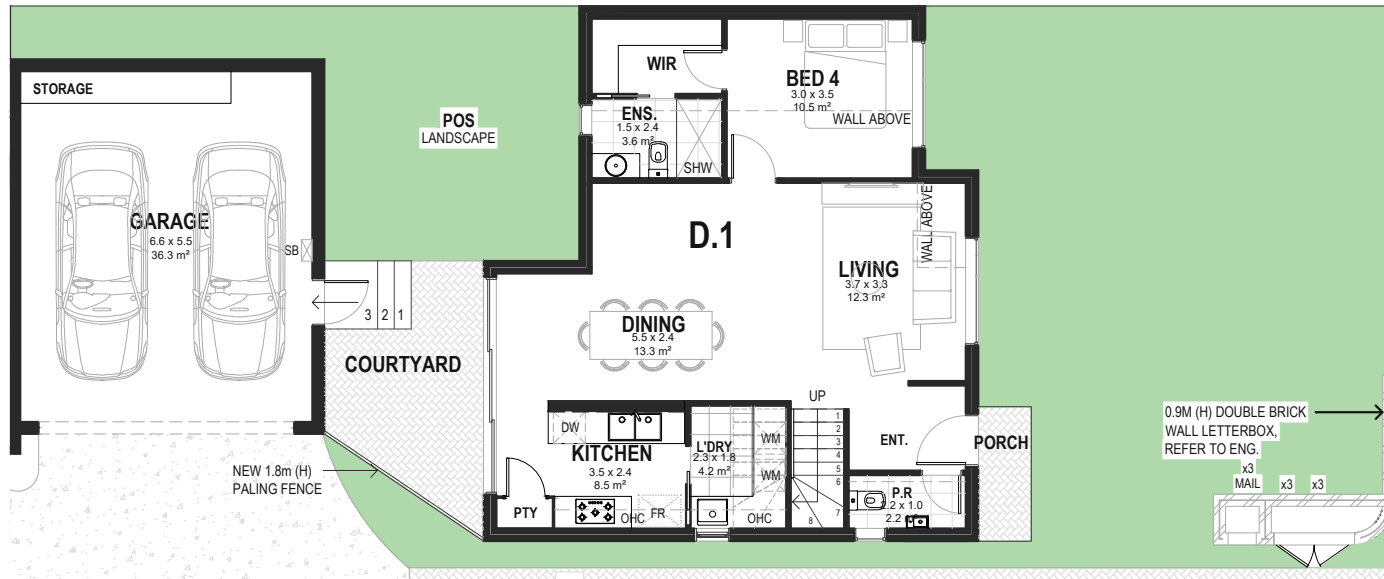 STORAGE
GARAGE
6.6 x 5.5
36.3 m²
SB
3 2 1
POS
LANDSCAPE
COURTYARD
NEW 1.8m (H)
PALING FENCE
WIR
BED 4
3.0 x 3.5
10.5 m²
WALL ABOVE
ENS.
1.5 x 2.4
3.6 m²
SHW
D.1
WALL ABOVE
LIVING
3.7 x 3.3
12.3 m²
DINING
5.5 x 2.4
13.3 m²
UP
1
2
3
4
5
6
7
8
DW
KITCHEN
3.5 x 2.4
8.5 m²
PTY
OHC
FR
L'DRY
2.3 x 1.8
4.2 m²
WM
WM
OHC
ENT.
PORCH
P.R
2.2 x 1.0
2.2
0.9M (H) DOUBLE BRICK
WALL LETTERBOX,
REFER TO ENG.
x3
MAIL
x3
x3